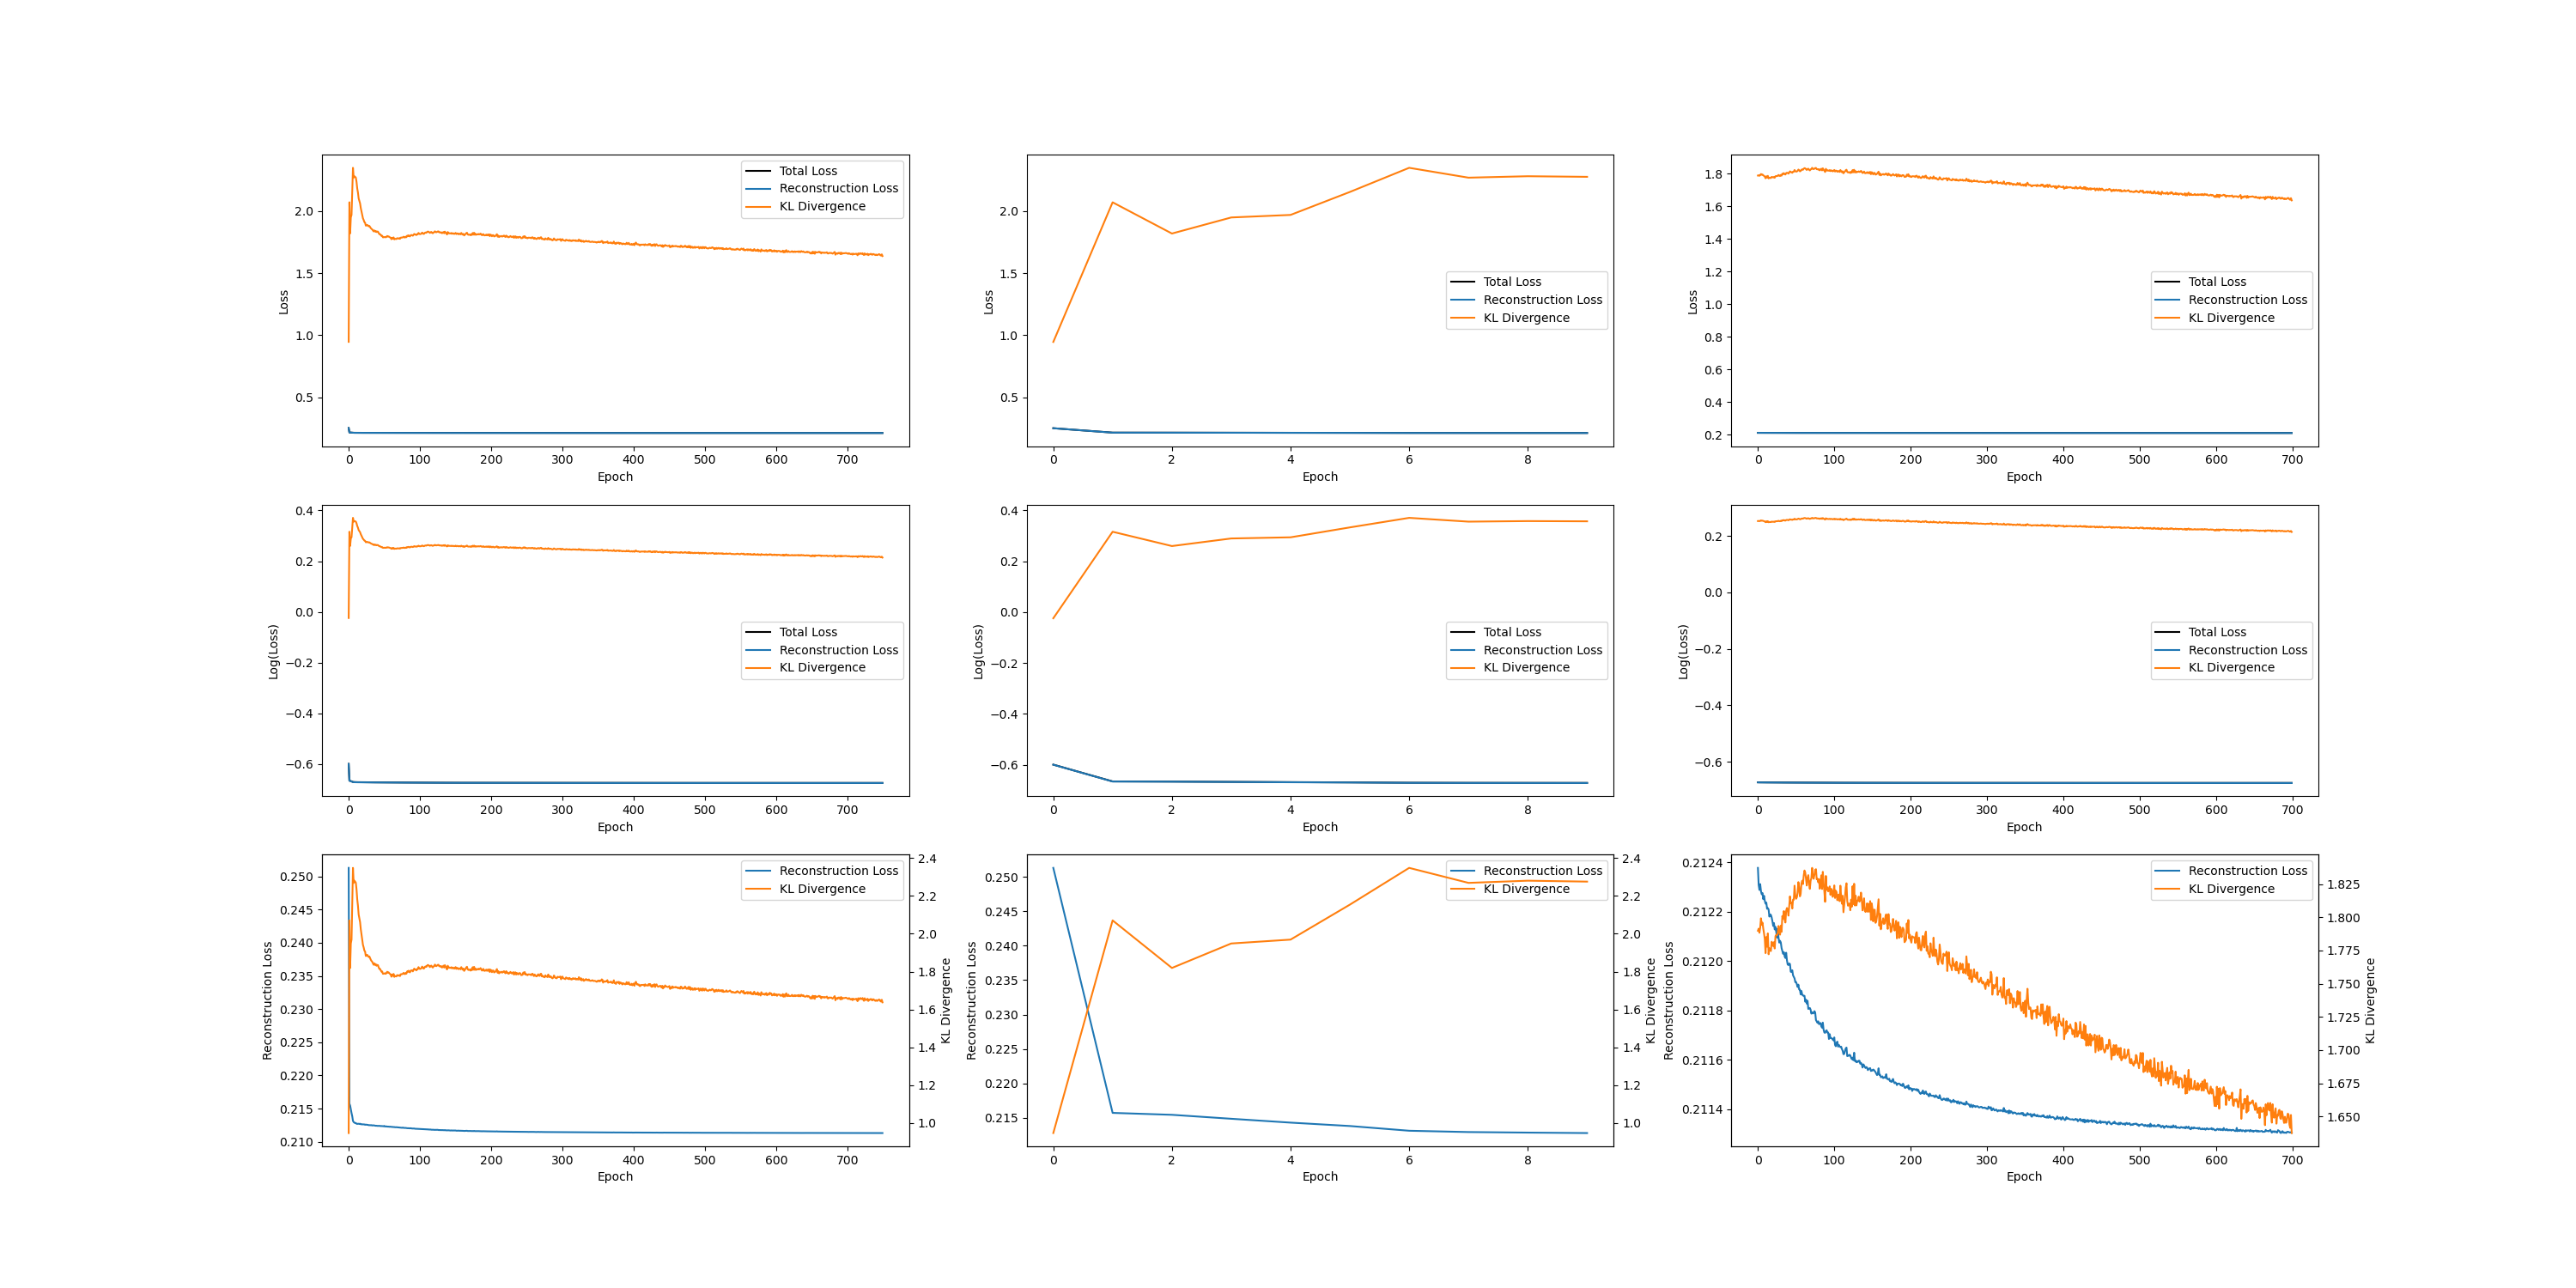 Total Loss
Reconstruction Loss
KL Divergence
2.0
1.5
1.0
0.5
Loss
0 100 200 300 400 500 600 700
Epoch
Total Loss
Reconstruction Loss
KL Divergence
2.0
1.5
1.0
0.5
Loss
0 2 4 6 8
Epoch
Total Loss
Reconstruction Loss
KL Divergence
1.8
1.6
1.4
1.2
1.0
0.8
0.6
0.4
0.2
Loss
0 100 200 300 400 500 600 700
Epoch
Total Loss
Reconstruction Loss
KL Divergence
0.4
0.2
0.0
−0.2
−0.4
−0.6
Log(Loss)
0 100 200 300 400 500 600 700
Epoch
Total Loss
Reconstruction Loss
KL Divergence
0.4
0.2
0.0
−0.2
−0.4
−0.6
Log(Loss)
0 2 4 6 8
Epoch
Total Loss
Reconstruction Loss
KL Divergence
0.2
0.0
−0.2
−0.4
−0.6
Log(Loss)
0 100 200 300 400 500 600 700
Epoch
Reconstruction Loss
KL Divergence
0.250
0.245
0.240
0.235
0.230
0.225
0.220
0.215
0.210
Reconstruction Loss
2.4
2.2
2.0
1.8
1.6
1.4
1.2
1.0
KL Divergence
0 100 200 300 400 500 600 700
Epoch
Reconstruction Loss
KL Divergence
0.250
0.245
0.240
0.235
0.230
0.225
0.220
0.215
Reconstruction Loss
2.4
2.2
2.0
1.8
1.6
1.4
1.2
1.0
KL Divergence
0 2 4 6 8
Epoch
Reconstruction Loss
KL Divergence
0.2124
0.2122
0.2120
0.2118
0.2116
0.2114
Reconstruction Loss
1.825
1.800
1.775
1.750
1.725
1.700
1.675
1.650
KL Divergence
0 100 200 300 400 500 600 700
Epoch